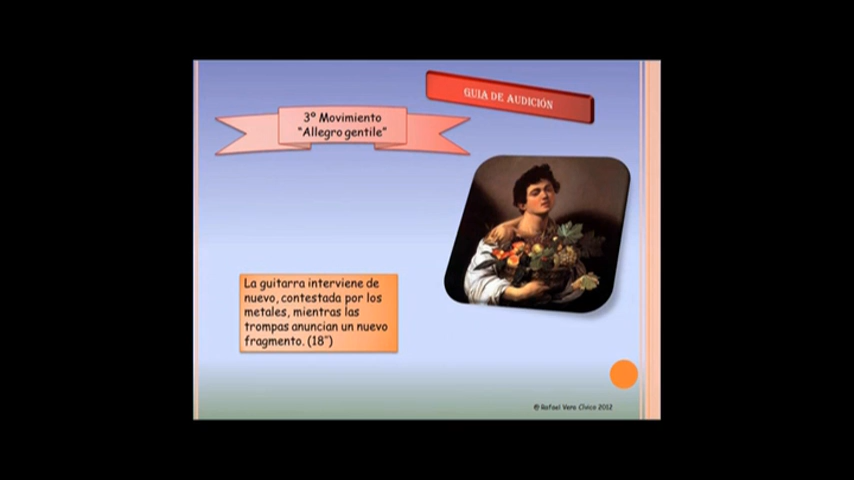 GUIA DE AUDICIÓN
3º Movimiento
“Allegro gentile”
La guitarra interviene de
nuevo, contestada por los
metales, mientras las
trompas anuncian un nuevo
fragmento. (18”)
© Rafael Vera Cívico 2012